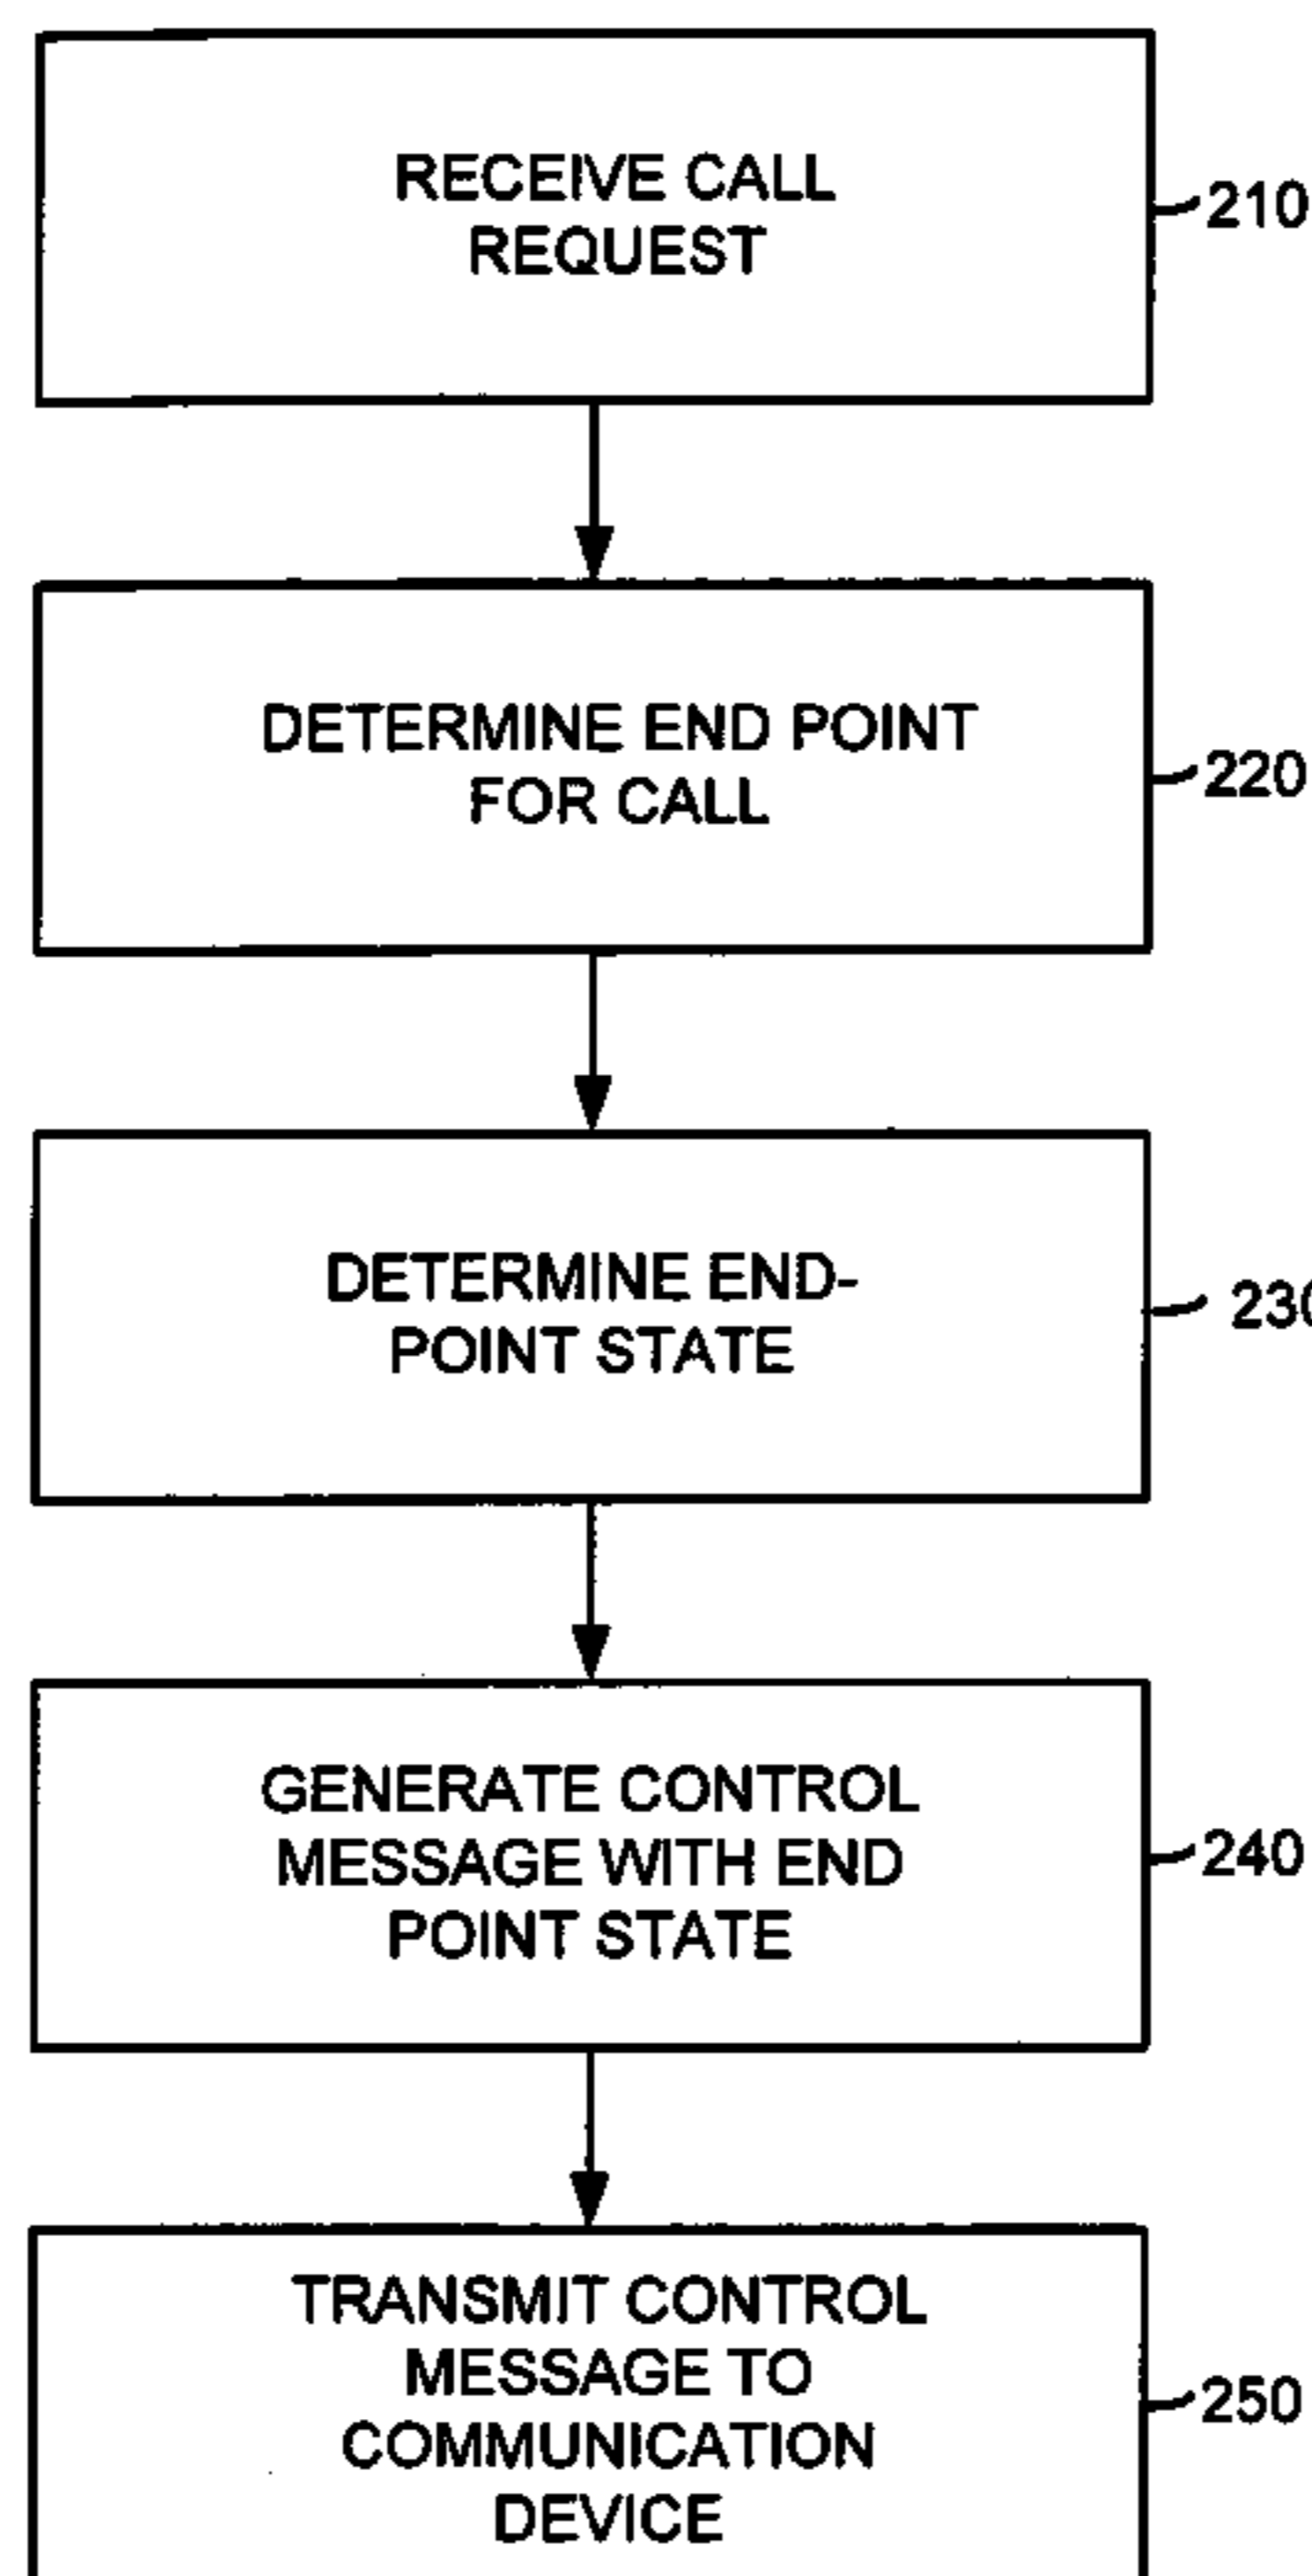 RECEIVE CALL
REQUEST
210
DETERMINE END POINT
FOR CALL
220
DETERMINE END-
POINT STATE
230
GENERATE CONTROL
MESSAGE WITH END
POINT STATE
240
TRANSMIT CONTROL
MESSAGE TO
COMMUNICATION
DEVICE
250